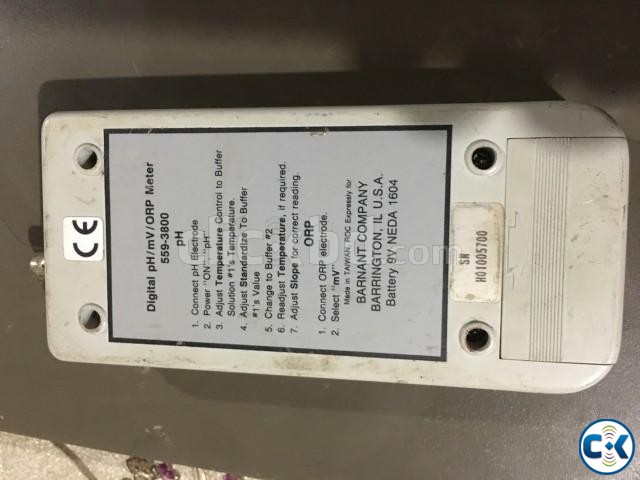 Digital pH/mV/ORP Meter
559-3800
pH
1. Connect pH Electrode
2. Power "ON", "pH"
3. Adjust Temperature Control to Buffer
Solution #1's Temperature.
4. Adjust Standardize To Buffer
#1's Value
5. Change to Buffer #2
6. Readjust Temperature, if required.
7. Adjust Slope for correct reading.
ORP
1. Connect ORP electrode.
2. Select "mV"
Made in TAIWAN, ROC Expressly for
BARNANT COMPANY
BARRINGTON, IL U.S.A.
Battery 9V NEDA 1604
CE
SN
H01005700
CK